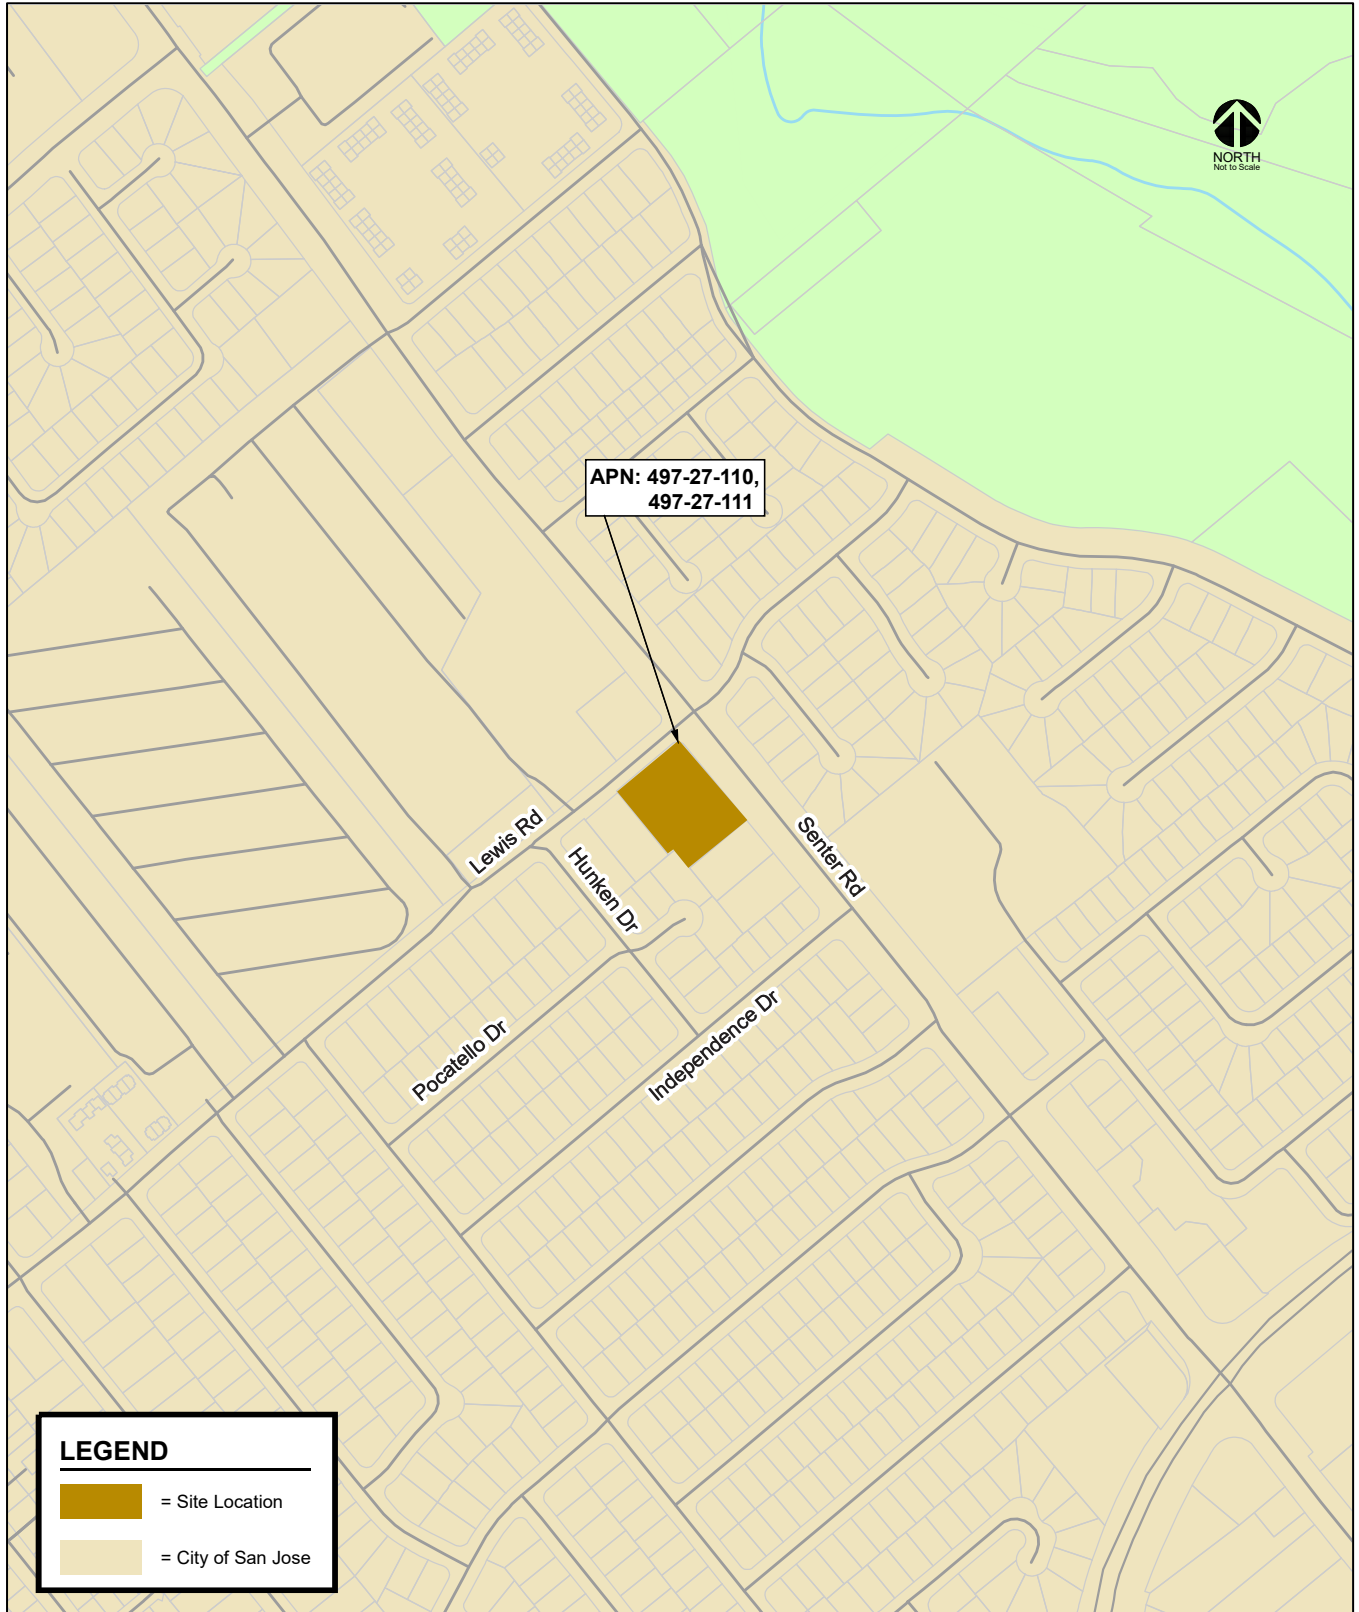 NORTH
Not to Scale
APN: 497-27-110,
497-27-111
Lewis Rd
Hunken Dr
Senter Rd
Pocatello Dr
Independence Dr
LEGEND
= Site Location
= City of San Jose